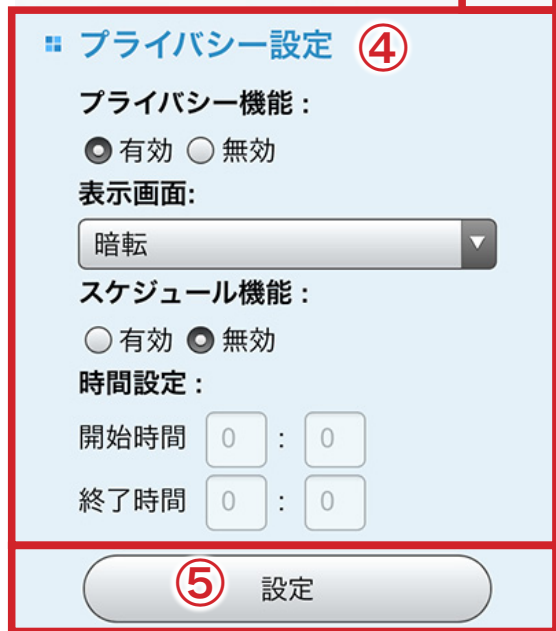 プライバシー設定 ④
プライバシー機能：
有効 無効
表示画面:
暗転
スケジュール機能：
有効 無効
時間設定：
開始時間 0 : 0
終了時間 0 : 0
⑤ 設定